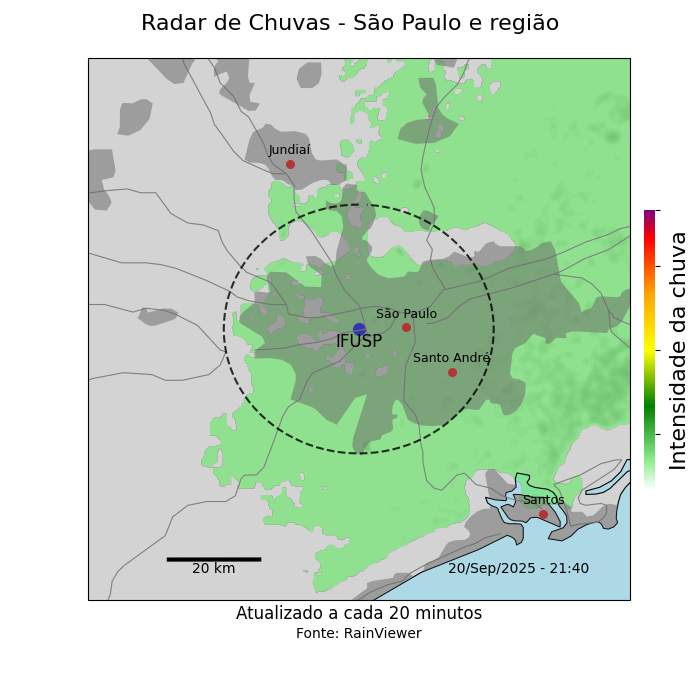 Radar de Chuvas - São Paulo e região
Jundiaí
São Paulo
IFUSP
Santo André
Santos
20 km
20/Sep/2025 - 21:40
Intensidade da chuva
Atualizado a cada 20 minutos
Fonte: RainViewer